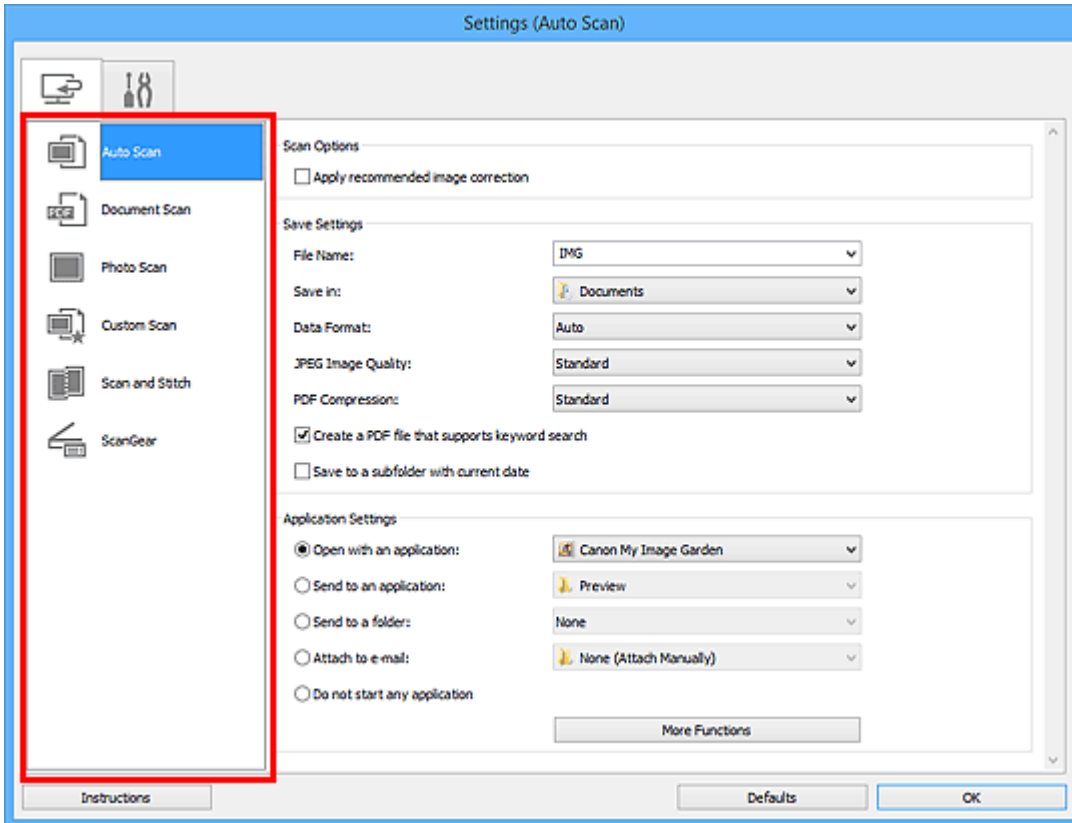 Settings (Auto Scan)
Auto Scan
Document Scan
Photo Scan
Custom Scan
Scan and Stitch
ScanGear
Scan Options
Apply recommended image correction
Save Settings
File Name: IMG
Save in: Documents
Data Format: Auto
JPEG Image Quality: Standard
PDF Compression: Standard
Create a PDF file that supports keyword search
Save to a subfolder with current date
Application Settings
Open with an application: Canon My Image Garden
Send to an application: Preview
Send to a folder: None
Attach to e-mail: None (Attach Manually)
Do not start any application
More Functions
Instructions Defaults OK